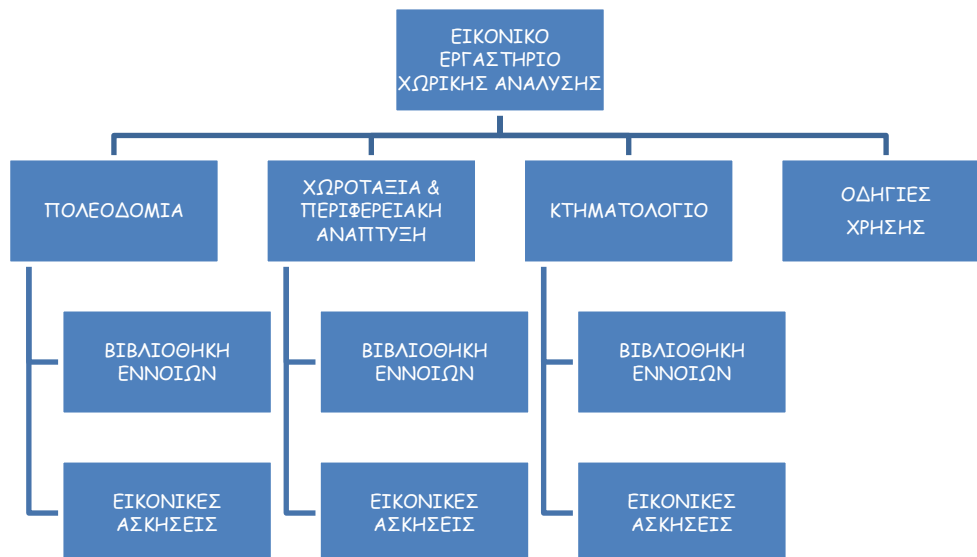 ΕΙΚΟΝΙΚΟ
ΕΡΓΑΣΤΗΡΙΟ
ΧΩΡΙΚΗΣ ΑΝΑΛΥΣΗΣ
ΠΟΛΕΟΔΟΜΙΑ
ΧΩΡΟΤΑΞΙΑ &
ΠΕΡΙΦΕΡΕΙΑΚΗ
ΑΝΑΠΤΥΞΗ
ΚΤΗΜΑΤΟΛΟΓΙΟ
ΟΔΗΓΙΕΣ
ΧΡΗΣΗΣ
ΒΙΒΛΙΟΘΗΚΗ
ΕΝΝΟΙΩΝ
ΒΙΒΛΙΟΘΗΚΗ
ΕΝΝΟΙΩΝ
ΒΙΒΛΙΟΘΗΚΗ
ΕΝΝΟΙΩΝ
ΕΙΚΟΝΙΚΕΣ
ΑΣΚΗΣΕΙΣ
ΕΙΚΟΝΙΚΕΣ
ΑΣΚΗΣΕΙΣ
ΕΙΚΟΝΙΚΕΣ
ΑΣΚΗΣΕΙΣ